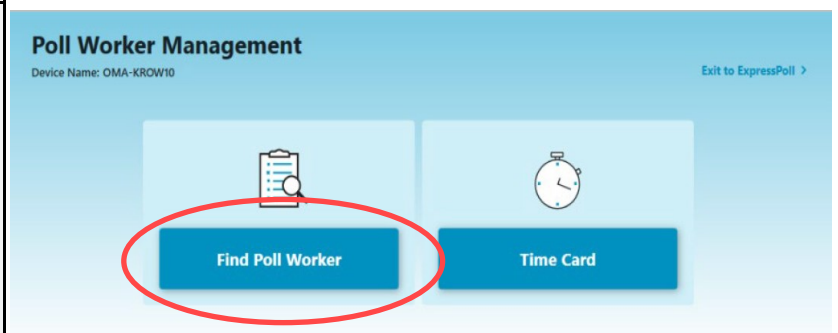 Poll Worker Management
Device Name: OMA-KROW10
Exit to ExpressPoll >
Find Poll Worker
Time Card